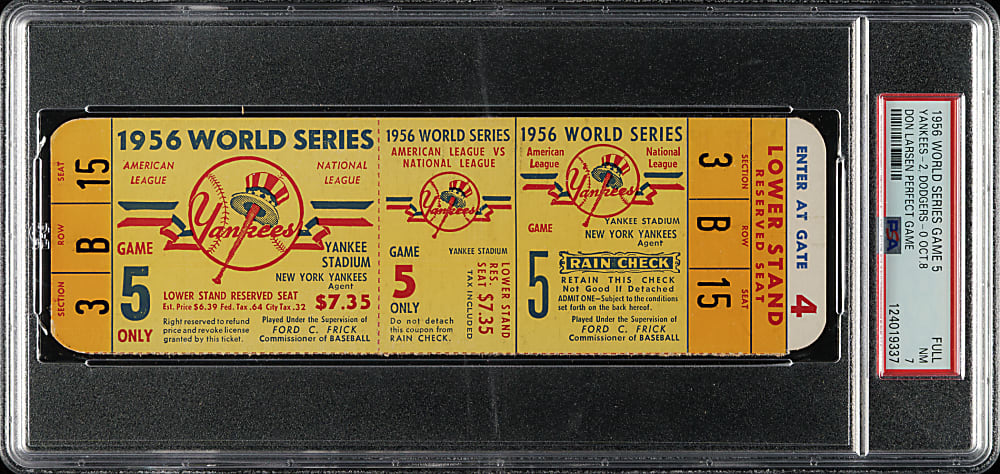 SEAT
15
ROW
B
SECTION
3
1956 WORLD SERIES
AMERICAN LEAGUE
NATIONAL LEAGUE
Yankees
GAME
5
ONLY
YANKEE
STADIUM
NEW YORK YANKEES
Agent
LOWER STAND RESERVED SEAT
Est. Price $6.39 Fed. Tax .64 City Tax .32
$7.35
Right reserved to refund
price and revoke license
granted by this ticket.
Played Under the Supervision of
FORD C. FRICK
Commissioner of BASEBALL
1956 WORLD SERIES
AMERICAN LEAGUE VS
NATIONAL LEAGUE
Yankees
GAME
5
ONLY
YANKEE STADIUM
LOWER STAND
RES.
SEAT $7.35
TAX INCLUDED
Do not detach
this coupon from
RAIN CHECK.
1956 WORLD SERIES
American
League
National
League
Yankees
GAME
5
YANKEE STADIUM
NEW YORK YANKEES
Agent
RAIN CHECK
RETAIN THIS CHECK
Not Good If Detached
ADMIT ONE—Subject to the conditions
set forth on the back hereof.
Played Under the Supervision of
FORD C. FRICK
Commissioner of BASEBALL
3
SECTION
B
ROW
15
SEAT
LOWER STAND
RESERVED SEAT
ENTER AT GATE
4
1956 WORLD SERIES GAME 5
YANKEES-2, DODGERS-0 OCT.8
DON LARSEN PERFECT GAME
PSA
FULL
NM
7
124019337